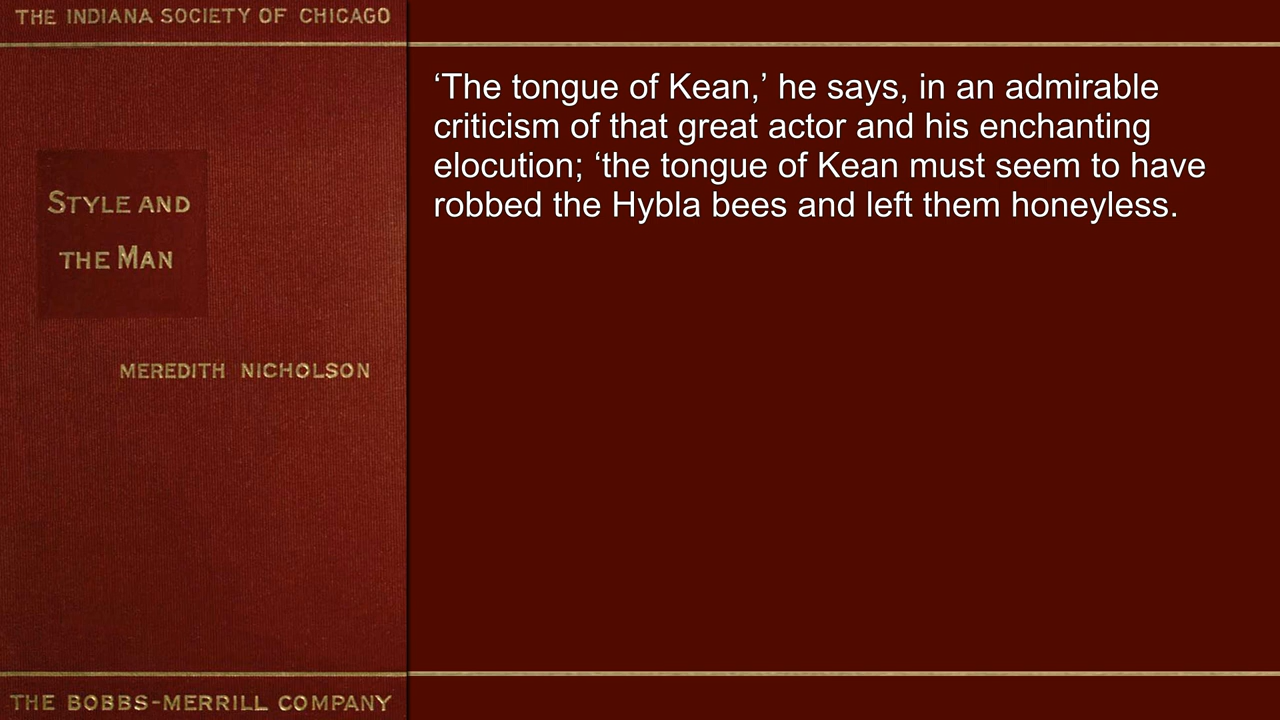 THE INDIANA SOCIETY OF CHICAGO
STYLE AND
THE MAN
MEREDITH NICHOLSON
THE BOBBS-MERRILL COMPANY
‘The tongue of Kean,’ he says, in an admirable
criticism of that great actor and his enchanting
elocution; ‘the tongue of Kean must seem to have
robbed the Hybla bees and left them honeyless.